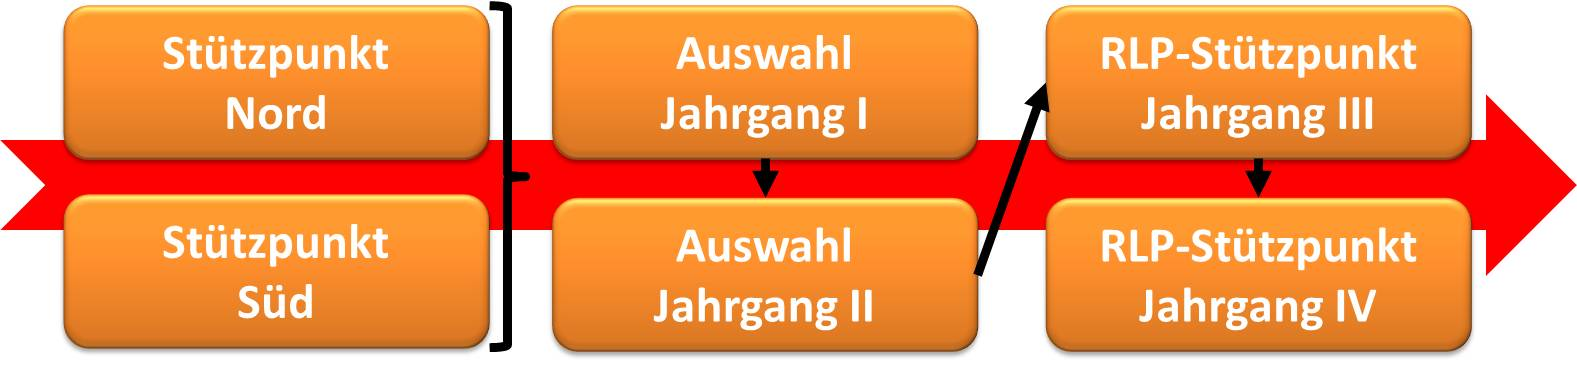 Stützpunkt
Nord
Stützpunkt
Süd
Auswahl
Jahrgang I
Auswahl
Jahrgang II
RLP-Stützpunkt
Jahrgang III
RLP-Stützpunkt
Jahrgang IV